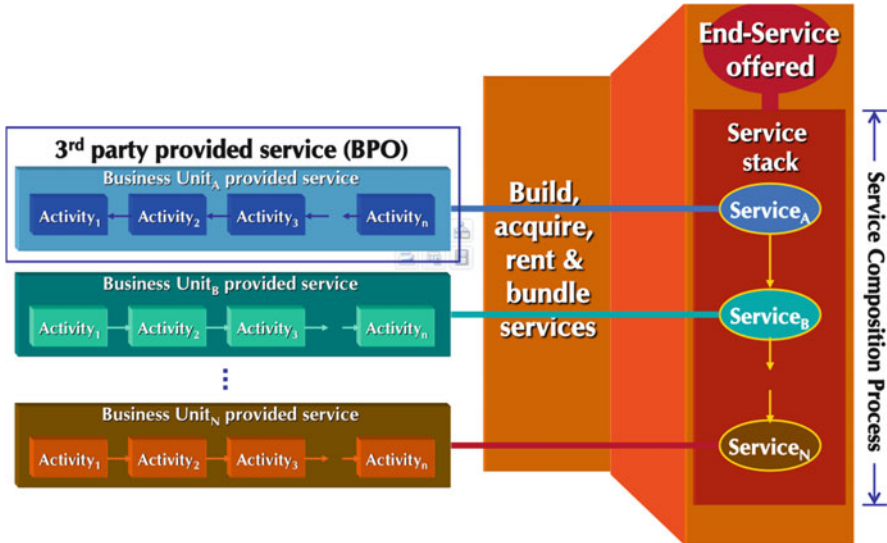 End-Service
offered
3rd party provided service (BPO)
Business UnitA provided service
Activity1 Activity2 Activity3 Activityn
Business UnitB provided service
Activity1 Activity2 Activity3 Activityn
⋮
Business UnitN provided service
Activity1 Activity2 Activity3 Activityn
Build,
acquire,
rent &
bundle
services
Service
stack
ServiceA
ServiceB
ServiceN
Service Composition Process